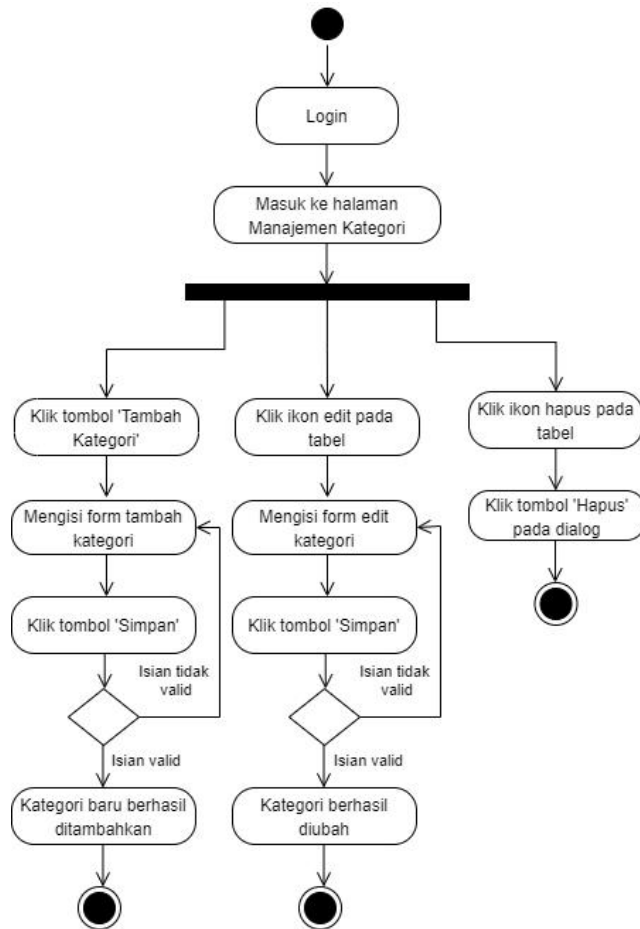 Login
Masuk ke halaman
Manajemen Kategori
Klik tombol 'Tambah
Kategori'
Mengisi form tambah
kategori
Klik tombol 'Simpan'
Isian tidak
valid
Isian valid
Kategori baru berhasil
ditambahkan
Klik ikon edit pada
tabel
Mengisi form edit
kategori
Klik tombol 'Simpan'
Isian tidak
valid
Isian valid
Kategori berhasil
diubah
Klik ikon hapus pada
tabel
Klik tombol 'Hapus'
pada dialog